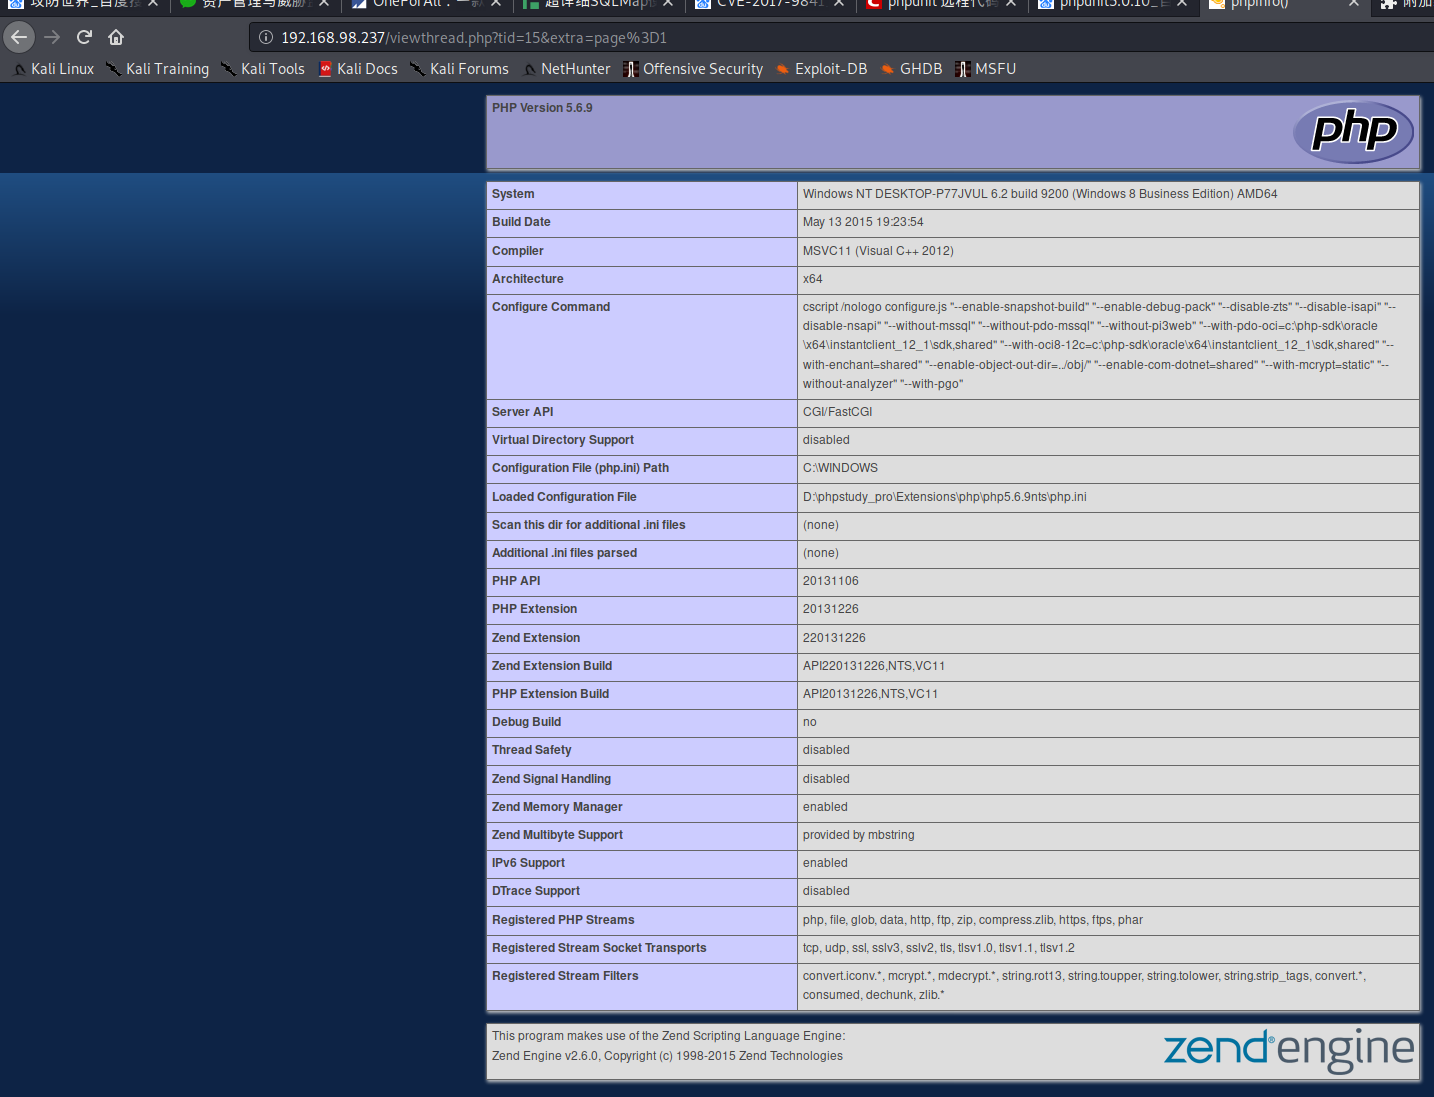 攻防世界_百度搜
资产管理与威胁
OneForAll：一款
超详细SQLMap使
CVE-2017-9841
phpunit 远程代码
phpunit5.0.10_百
phpinfo()
附加
192.168.98.237/viewthread.php?tid=15&extra=page%3D1
Kali Linux Kali Training Kali Tools Kali Docs Kali Forums NetHunter Offensive Security Exploit-DB GHDB MSFU
PHP Version 5.6.9
php
System Windows NT DESKTOP-P77JVUL 6.2 build 9200 (Windows 8 Business Edition) AMD64
Build Date May 13 2015 19:23:54
Compiler MSVC11 (Visual C++ 2012)
Architecture x64
Configure Command cscript /nologo configure.js "--enable-snapshot-build" "--enable-debug-pack" "--disable-zts" "--disable-isapi" "--
disable-nsapi" "--without-mssql" "--without-pdo-mssql" "--without-pi3web" "--with-pdo-oci=c:\php-sdk\oracle
\x64\instantclient_12_1\sdk,shared" "--with-oci8-12c=c:\php-sdk\oracle\x64\instantclient_12_1\sdk,shared" "--
with-enchant=shared" "--enable-object-out-dir=../obj/" "--enable-com-dotnet=shared" "--with-mcrypt=static" "--
without-analyzer" "--with-pgo"
Server API CGI/FastCGI
Virtual Directory Support disabled
Configuration File (php.ini) Path C:\WINDOWS
Loaded Configuration File D:\phpstudy_pro\Extensions\php\php5.6.9nts\php.ini
Scan this dir for additional .ini files (none)
Additional .ini files parsed (none)
PHP API 20131106
PHP Extension 20131226
Zend Extension 220131226
Zend Extension Build API220131226,NTS,VC11
PHP Extension Build API20131226,NTS,VC11
Debug Build no
Thread Safety disabled
Zend Signal Handling disabled
Zend Memory Manager enabled
Zend Multibyte Support provided by mbstring
IPv6 Support enabled
DTrace Support disabled
Registered PHP Streams php, file, glob, data, http, ftp, zip, compress.zlib, https, ftps, phar
Registered Stream Socket Transports tcp, udp, ssl, sslv3, sslv2, tls, tlsv1.0, tlsv1.1, tlsv1.2
Registered Stream Filters convert.iconv.*, mcrypt.*, mdecrypt.*, string.rot13, string.toupper, string.tolower, string.strip_tags, convert.*,
consumed, dechunk, zlib.*
This program makes use of the Zend Scripting Language Engine:
Zend Engine v2.6.0, Copyright (c) 1998-2015 Zend Technologies
zend engine